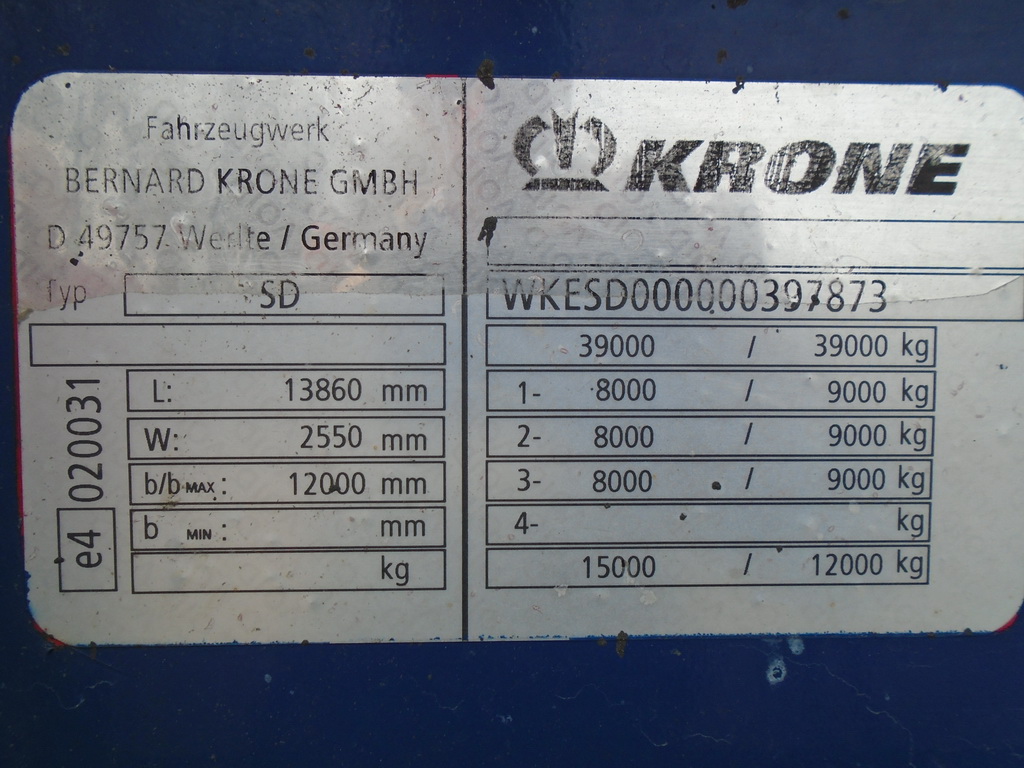 Fahrzeugwerk
BERNARD KRONE GMBH
D 49757 Werlte / Germany
Typ SD
L: 13860 mm
W: 2550 mm
b/b MAX: 12000 mm
b MIN: mm
kg
e4 020031
KRONE
WKESD000000397873
39000 / 39000 kg
1- 8000 / 9000 kg
2- 8000 / 9000 kg
3- 8000 / 9000 kg
4- kg
15000 / 12000 kg